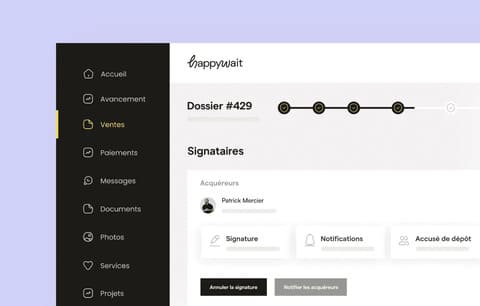 happywait
Accueil
Avancement
Ventes
Paiements
Messages
Documents
Photos
Services
Projets
Dossier #429
Signataires
Acquéreurs
Patrick Mercier
Signature
Notifications
Accusé de dépôt
Annuler la signature
Notifier les acquéreurs